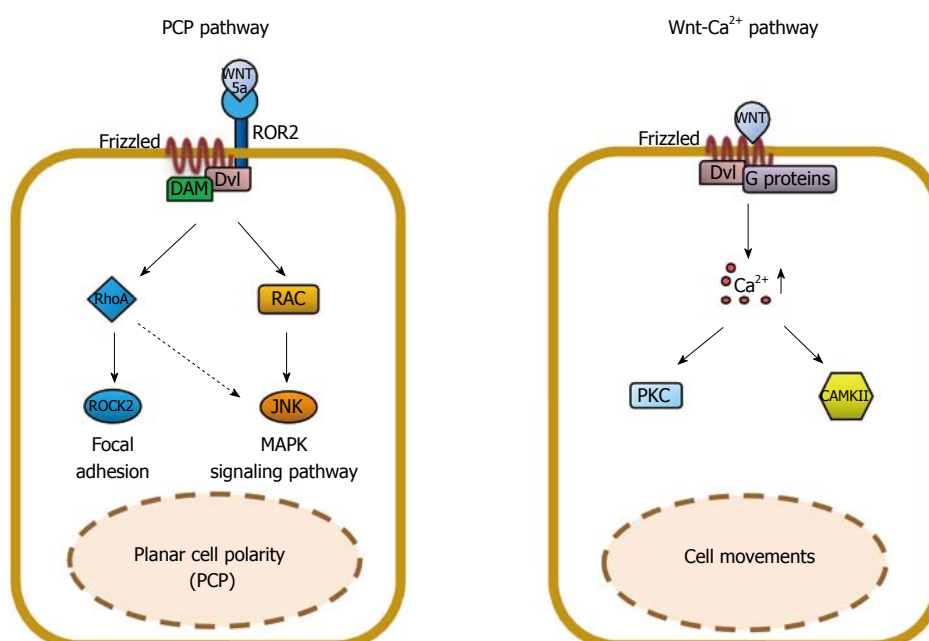 PCP pathway
WNT
5a
Frizzled
ROR2
Dvl
DAM
RhoA
RAC
ROCK2
JNK
Focal
adhesion
MAPK
signaling pathway
Planar cell polarity
(PCP)
Wnt-Ca²⁺ pathway
WNT
Frizzled
Dvl
G proteins
Ca²⁺
PKC
CAMKII
Cell movements